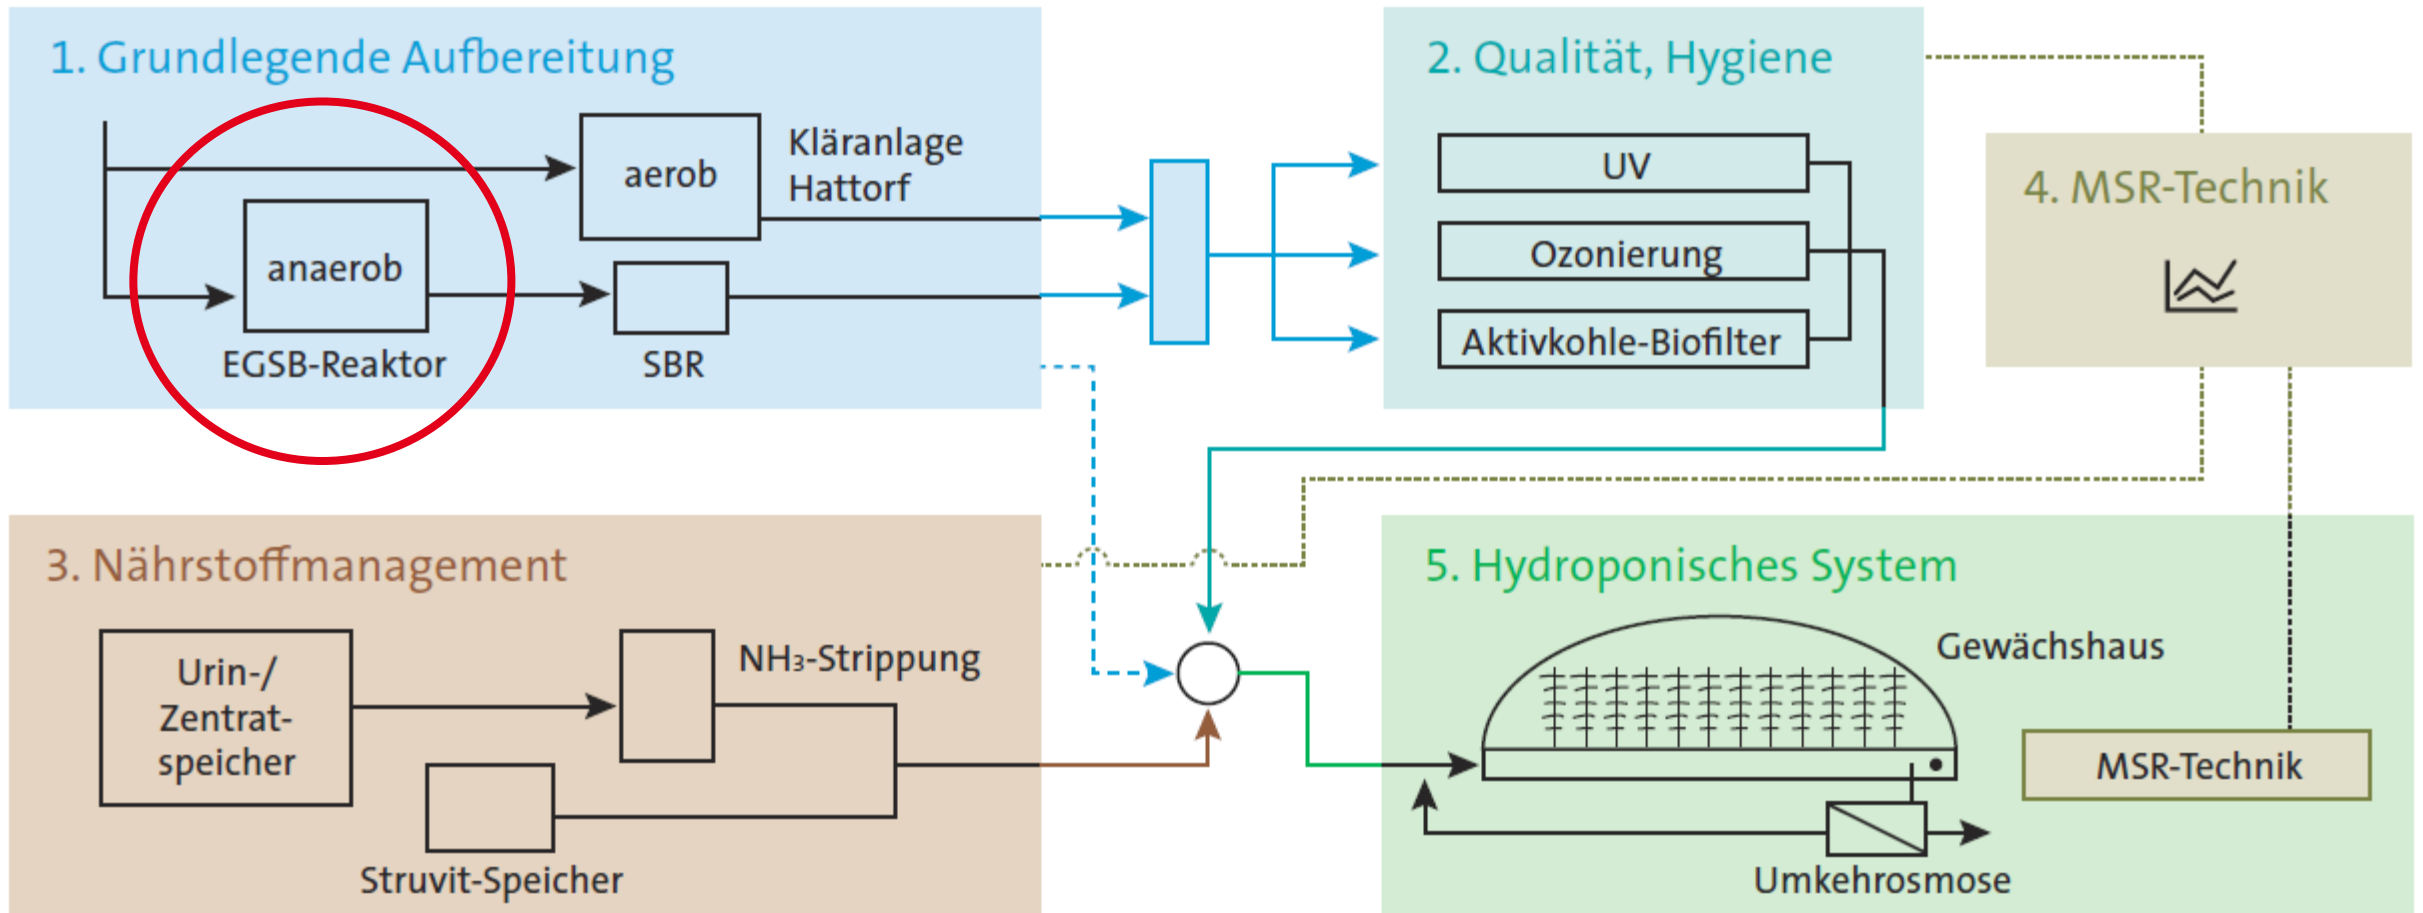 1. Grundlegende Aufbereitung
aerob
Kläranlage
Hattorf
anaerob
EGSB-Reaktor
SBR
2. Qualität, Hygiene
UV
Ozonierung
Aktivkohle-Biofilter
4. MSR-Technik
3. Nährstoffmanagement
Urin-/
Zentrat-
speicher
NH₃-Strippung
Struvit-Speicher
5. Hydroponisches System
Gewächshaus
MSR-Technik
Umkehrosmose